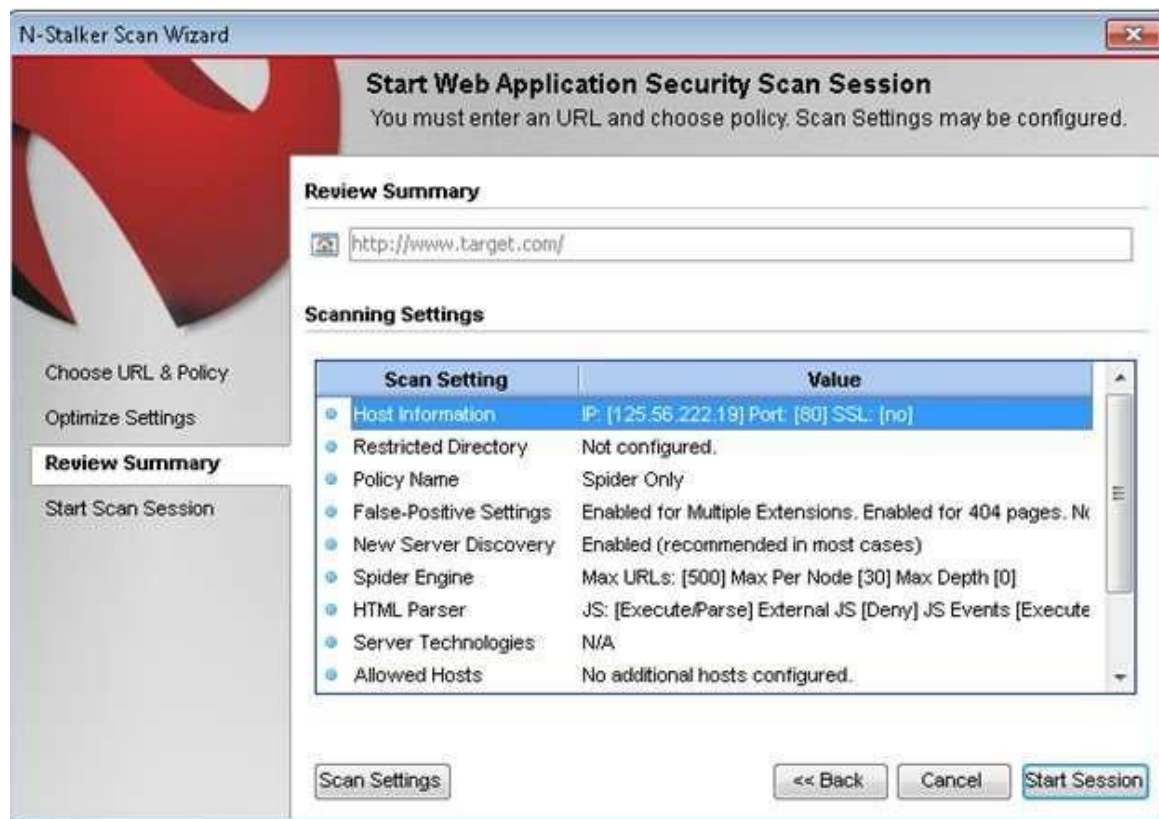 N-Stalker Scan Wizard
Start Web Application Security Scan Session
You must enter an URL and choose policy. Scan Settings may be configured.
Review Summary
http://www.target.com/
Scanning Settings
Choose URL & Policy
Optimize Settings
Review Summary
Start Scan Session
Scan Setting Value
Host Information IP: [125.56.222.19] Port: [80] SSL: [no]
Restricted Directory Not configured.
Policy Name Spider Only
False-Positive Settings Enabled for Multiple Extensions. Enabled for 404 pages. No
New Server Discovery Enabled (recommended in most cases)
Spider Engine Max URLs: [500] Max Per Node [30] Max Depth [0]
HTML Parser JS: [Execute/Parse] External JS [Deny] JS Events [Execute
Server Technologies N/A
Allowed Hosts No additional hosts configured.
Scan Settings << Back Cancel Start Session